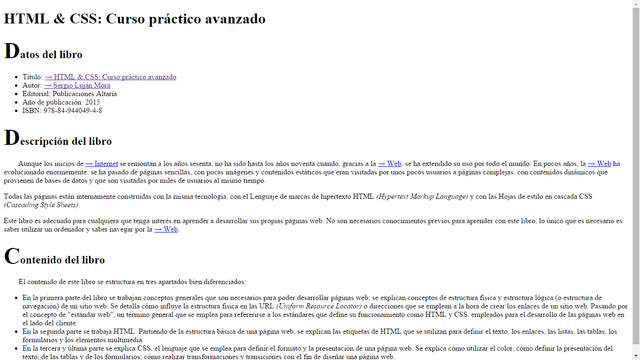 HTML & CSS: Curso práctico avanzado
Datos del libro
• Título: → HTML & CSS: Curso práctico avanzado
• Autor: → Sergio Luján Mora
• Editorial: Publicaciones Altaria
• Año de publicación: 2015
• ISBN: 978-84-944049-4-8
Descripción del libro
Aunque los inicios de → Internet se remontan a los años sesenta, no ha sido hasta los años noventa cuando, gracias a la → Web, se ha extendido su uso por todo el mundo. En pocos años, la → Web ha
evolucionado enormemente: se ha pasado de páginas sencillas, con pocas imágenes y contenidos estáticos que eran visitadas por unos pocos usuarios a páginas complejas, con contenidos dinámicos que
provienen de bases de datos y que son visitadas por miles de usuarios al mismo tiempo.
Todas las páginas están internamente construidas con la misma tecnología, con el Lenguaje de marcas de hipertexto HTML (Hypertext Markup Language) y con las Hojas de estilo en cascada CSS
(Cascading Style Sheets).
Este libro es adecuado para cualquiera que tenga interés en aprender a desarrollar sus propias páginas web. No son necesarios conocimientos previos para aprender con este libro, lo único que es necesario es
saber utilizar un ordenador y saber navegar por la → Web.
Contenido del libro
El contenido de este libro se estructura en tres apartados bien diferenciados:
• En la primera parte del libro se trabajan conceptos generales que son necesarios para poder desarrollar páginas web; se explican conceptos de estructura física y estructura lógica (o estructura de
navegación) de un sitio web. Se detalla cómo influye la estructura física en las URL (Uniform Resource Locator) o direcciones que se emplean a la hora de crear los enlaces de un sitio web. Pasando por
el concepto de "estándar web", un término general que se emplea para refererirse a los estándares que define su funcionamiento como HTML y CSS, empleados para el desarrollo de las páginas web en
el lado del cliente.
• En la segunda parte se trabaja HTML. Partiendo de la estructura básica de una página web, se explican las etiquetas de HTML que se utilizan para definir el texto, los enlaces, las listas, las tablas, los
formularios y los elementos multimedia.
• En la tercera y última parte se explica CSS, el lenguaje que se emplea para definir el formato y la presentación de una página web. Se explica cómo utilizar el color, cómo definir la presentación del
texto, de las tablas y de los formularios; cómo realizar transformaciones y transiciones con el fin de diseñar una página web.